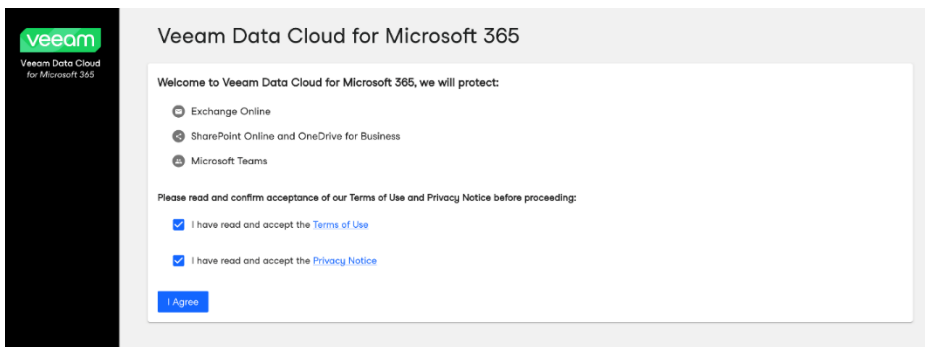 veeam
Veeam Data Cloud
for Microsoft 365
Veeam Data Cloud for Microsoft 365
Welcome to Veeam Data Cloud for Microsoft 365, we will protect:
Exchange Online
SharePoint Online and OneDrive for Business
Microsoft Teams
Please read and confirm acceptance of our Terms of Use and Privacy Notice before proceeding:
I have read and accept the Terms of Use
I have read and accept the Privacy Notice
I Agree